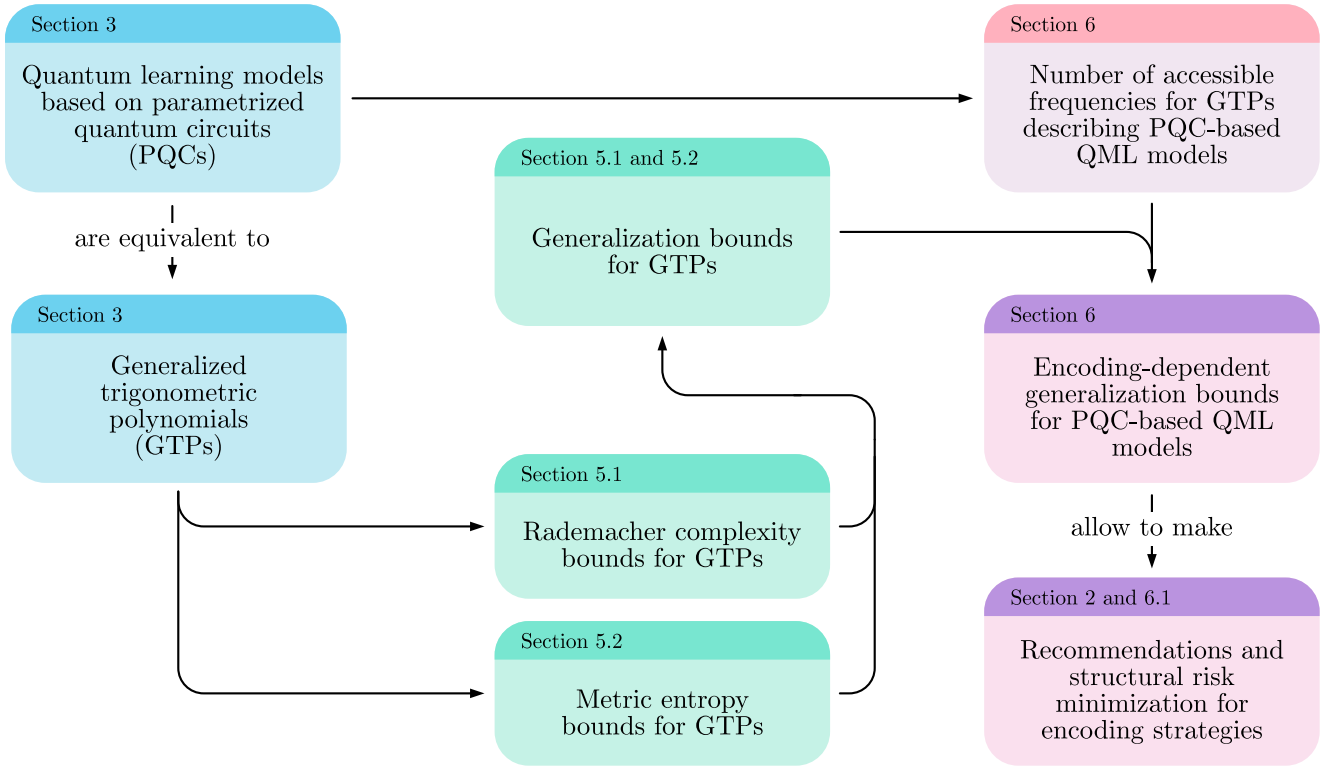 Section 3
Quantum learning models
based on parametrized
quantum circuits
(PQCs)
are equivalent to
Section 3
Generalized
trigonometric
polynomials
(GTPs)
Section 5.1 and 5.2
Generalization bounds
for GTPs
Section 5.1
Rademacher complexity
bounds for GTPs
Section 5.2
Metric entropy
bounds for GTPs
Section 6
Number of accessible
frequencies for GTPs
describing PQC-based
QML models
Section 6
Encoding-dependent
generalization bounds
for PQC-based QML
models
allow to make
Section 2 and 6.1
Recommendations and
structural risk
minimization for
encoding strategies